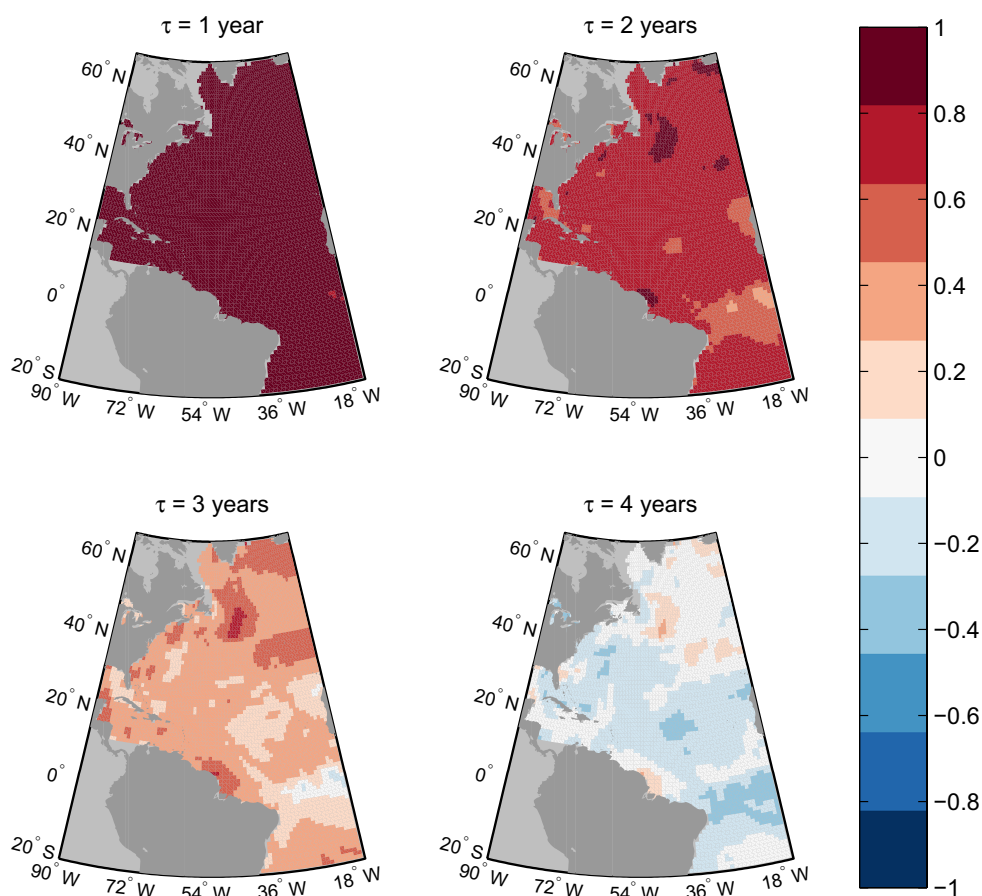 τ = 1 year
60° N
40° N
20° N
0°
20° S
90° W
72° W
54° W
36° W
18° W
τ = 2 years
60° N
40° N
20° N
0°
20° S
90° W
72° W
54° W
36° W
18° W
τ = 3 years
60° N
40° N
20° N
0°
20° S
90° W
72° W
54° W
36° W
18° W
τ = 4 years
60° N
40° N
20° N
0°
20° S
90° W
72° W
54° W
36° W
18° W
1
0.8
0.6
0.4
0.2
0
−0.2
−0.4
−0.6
−0.8
−1